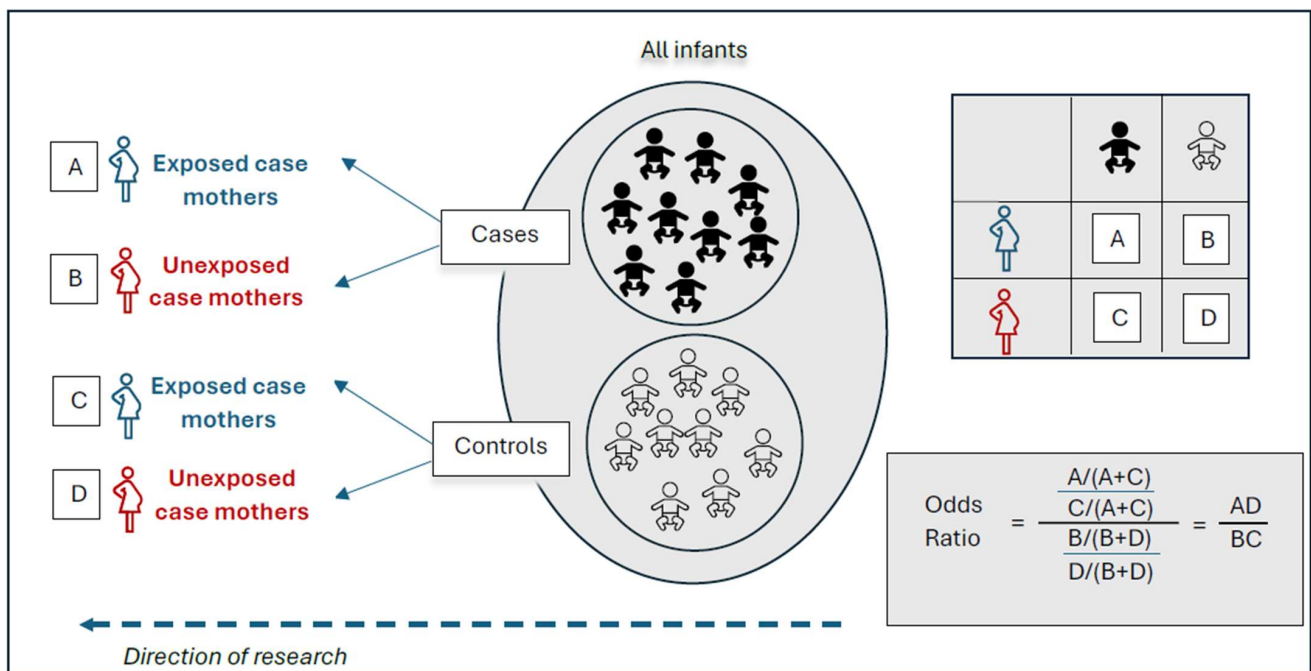 All infants
A
Exposed case
mothers
B
Unexposed
case mothers
Cases
C
Exposed case
mothers
D
Unexposed
case mothers
Controls
A
B
C
D
Odds
Ratio
=
A/(A+C)
C/(A+C)
B/(B+D)
D/(B+D)
=
AD
BC
Direction of research